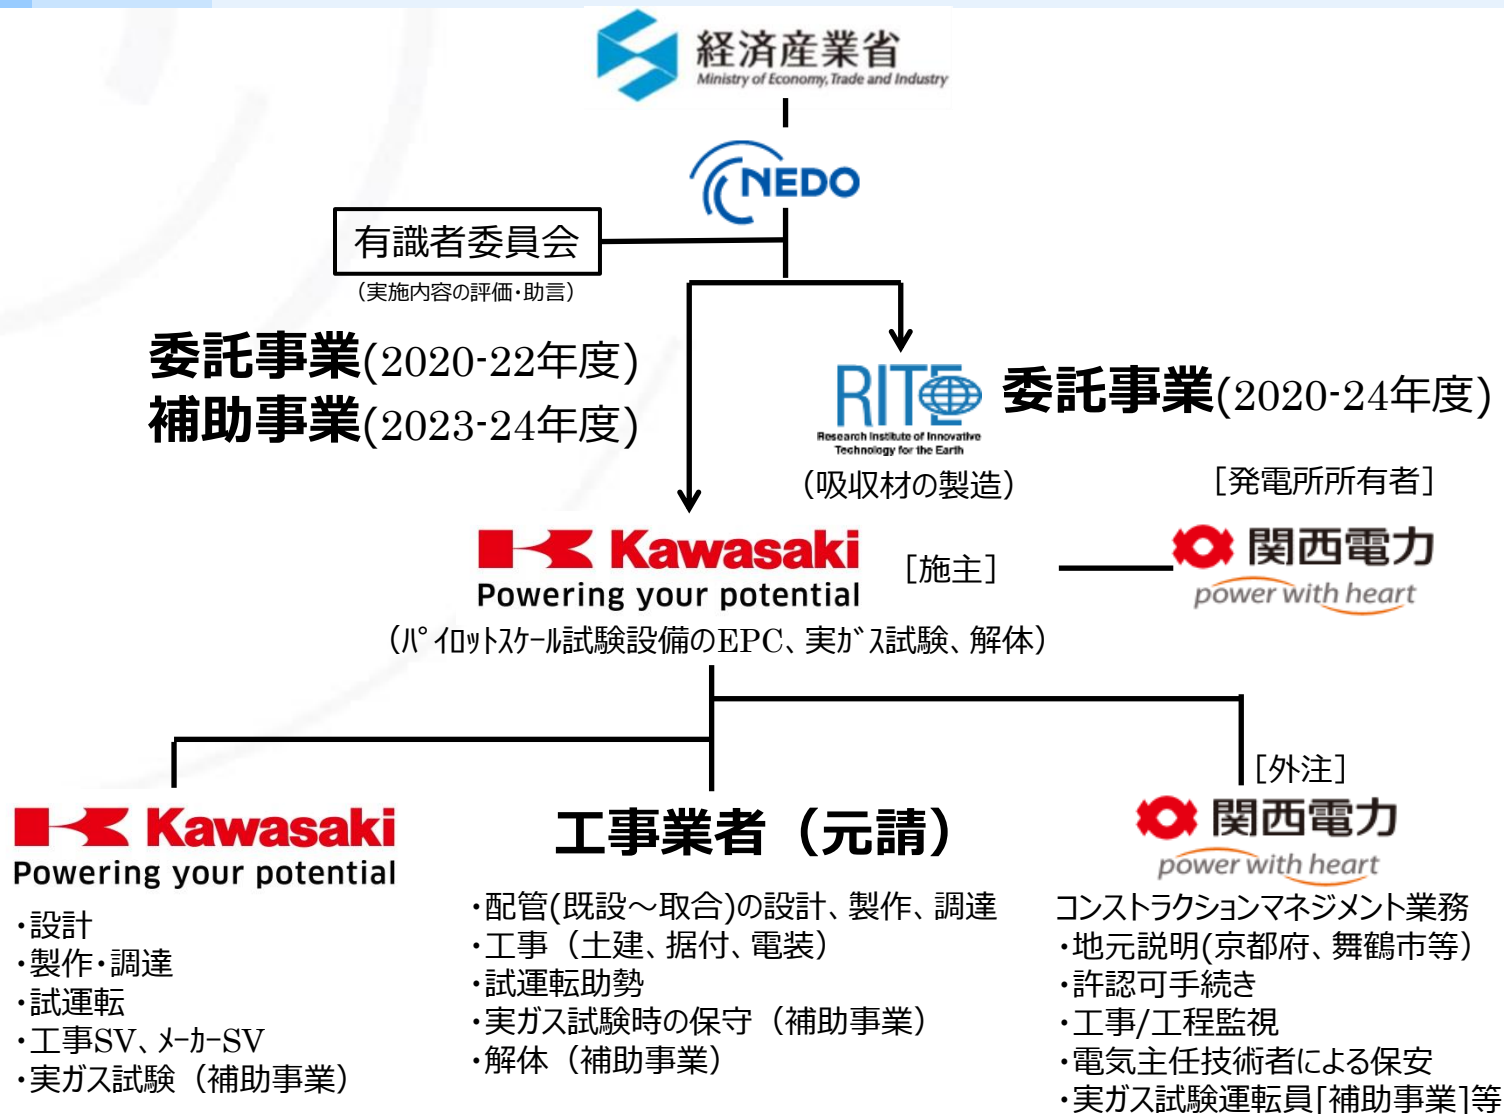 経済産業省
Ministry of Economy, Trade and Industry
NEDO
有識者委員会
（実施内容の評価・助言）
委託事業(2020-22年度)
補助事業(2023-24年度)
RITE
Research Institute of Innovative
Technology for the Earth
（吸収材の製造）
委託事業(2020-24年度)
［発電所所有者］
Kawasaki
Powering your potential
［施主］
関西電力
power with heart
（ﾊﾟｲﾛｯﾄｽｹｰﾙ試験設備のEPC、実ｶﾞｽ試験、解体）
Kawasaki
Powering your potential
・設計
・製作・調達
・試運転
・工事SV、ﾒｰｶｰSV
・実ガス試験（補助事業）
工事業者（元請）
・配管(既設～取合)の設計、製作、調達
・工事（土建、据付、電装）
・試運転助勢
・実ガス試験時の保守（補助事業）
・解体（補助事業）
［外注］
関西電力
power with heart
コンストラクションマネジメント業務
・地元説明(京都府、舞鶴市等）
・許認可手続き
・工事/工程監視
・電気主任技術者による保安
・実ガス試験運転員[補助事業]等